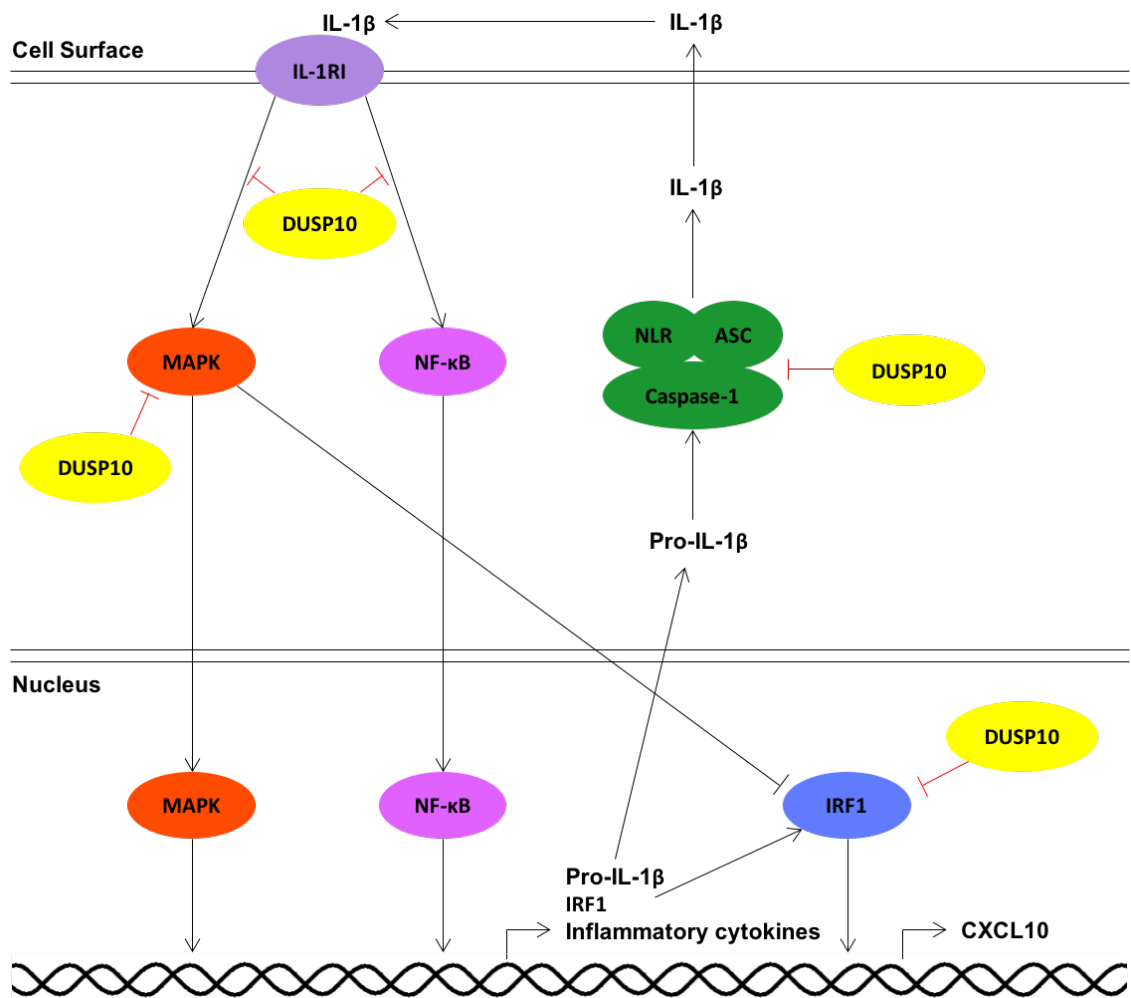 IL-1β
IL-1β
Cell Surface
IL-1RI
IL-1β
DUSP10
NLR
ASC
MAPK
NF-κB
DUSP10
Caspase-1
DUSP10
Pro-IL-1β
Nucleus
DUSP10
MAPK
NF-κB
IRF1
Pro-IL-1β
IRF1
Inflammatory cytokines
CXCL10